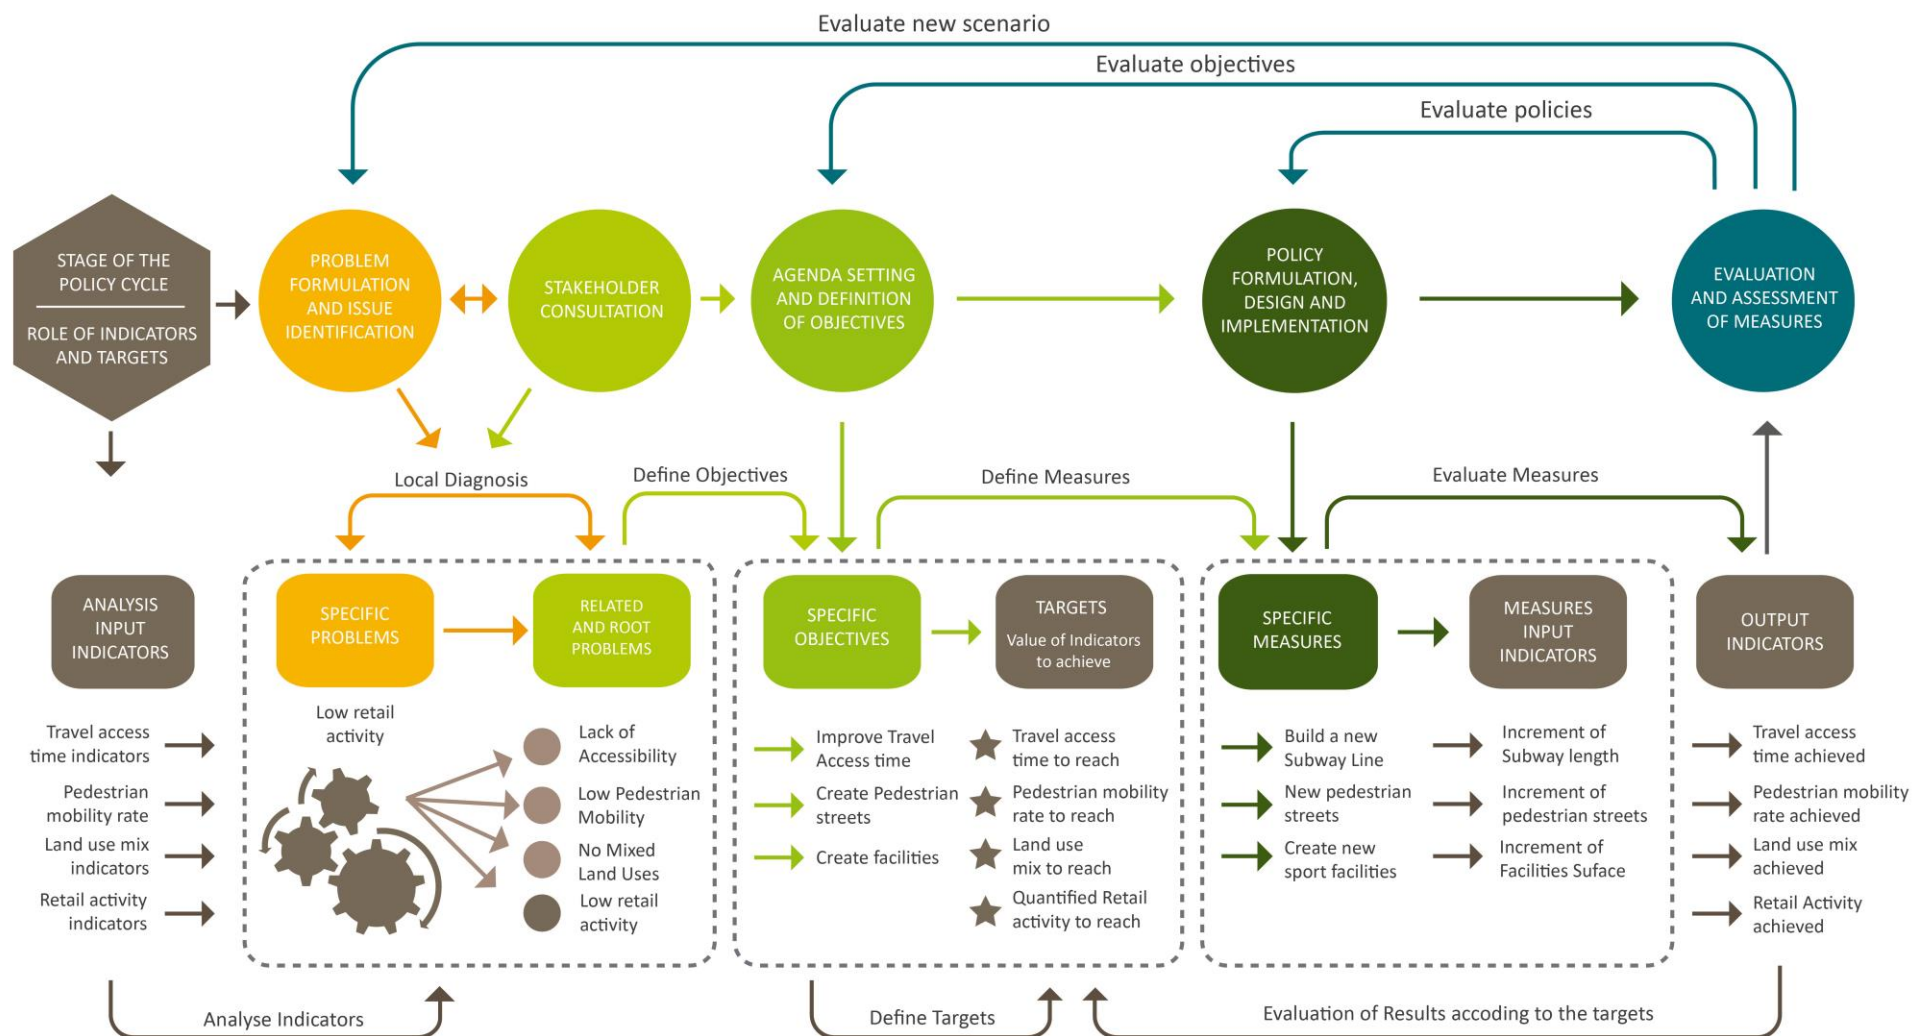 Evaluate new scenario
Evaluate objectives
Evaluate policies
STAGE OF THE
POLICY CYCLE
ROLE OF INDICATORS
AND TARGETS
PROBLEM
FORMULATION
AND ISSUE
IDENTIFICATION
STAKEHOLDER
CONSULTATION
AGENDA SETTING
AND DEFINITION
OF OBJECTIVES
POLICY
FORMULATION,
DESIGN AND
IMPLEMENTATION
EVALUATION
AND ASSESSMENT
OF MEASURES
Local Diagnosis
Define Objectives
Define Measures
Evaluate Measures
ANALYSIS
INPUT
INDICATORS
SPECIFIC
PROBLEMS
RELATED
AND ROOT
PROBLEMS
SPECIFIC
OBJECTIVES
TARGETS
Value of Indicators
to achieve
SPECIFIC
MEASURES
MEASURES
INPUT
INDICATORS
OUTPUT
INDICATORS
Travel access
time indicators
Pedestrian
mobility rate
Land use mix
indicators
Retail activity
indicators
Low retail
activity
Lack of
Accessibility
Low Pedestrian
Mobility
No Mixed
Land Uses
Low retail
activity
Improve Travel
Access time
Create Pedestrian
streets
Create facilities
Travel access
time to reach
Pedestrian mobility
rate to reach
Land use
mix to reach
Quantified Retail
activity to reach
Build a new
Subway Line
New pedestrian
streets
Create new
sport facilities
Increment of
Subway length
Increment of
pedestrian streets
Increment of
Facilities Suface
Travel access
time achieved
Pedestrian mobility
rate achieved
Land use mix
achieved
Retail Activity
achieved
Analyse Indicators
Define Targets
Evaluation of Results accoding to the targets